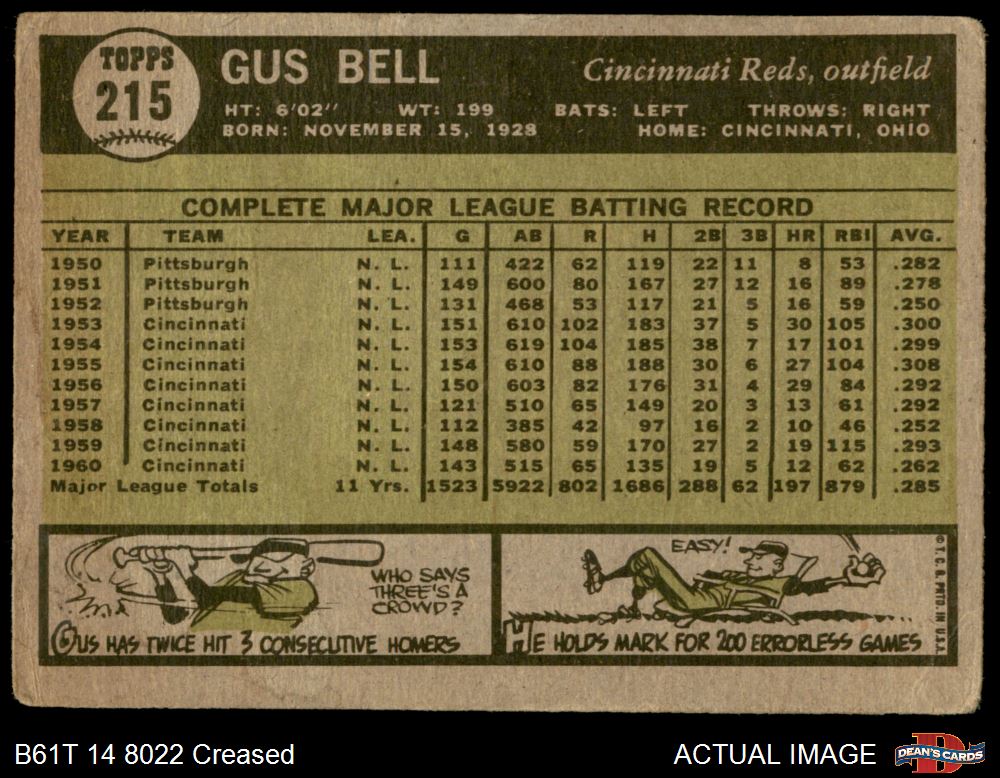 TOPPS
215
GUS BELL
Cincinnati Reds, outfield
HT: 6'02" WT: 199 BATS: LEFT THROWS: RIGHT
BORN: NOVEMBER 15, 1928 HOME: CINCINNATI, OHIO
COMPLETE MAJOR LEAGUE BATTING RECORD
YEAR TEAM LEA. G AB R H 2B 3B HR RBI AVG.
1950 Pittsburgh N. L. 111 422 62 119 22 11 8 53 .282
1951 Pittsburgh N. L. 149 600 80 167 27 12 16 89 .278
1952 Pittsburgh N. L. 131 468 53 117 21 5 16 59 .250
1953 Cincinnati N. L. 151 610 102 183 37 5 30 105 .300
1954 Cincinnati N. L. 153 619 104 185 38 7 17 101 .299
1955 Cincinnati N. L. 154 610 88 188 30 6 27 104 .308
1956 Cincinnati N. L. 150 603 82 176 31 4 29 84 .292
1957 Cincinnati N. L. 121 510 65 149 20 3 13 61 .292
1958 Cincinnati N. L. 112 385 42 97 16 2 10 46 .252
1959 Cincinnati N. L. 148 580 59 170 27 2 19 115 .293
1960 Cincinnati N. L. 143 515 65 135 19 5 12 62 .262
Major League Totals 11 Yrs. 1523 5922 802 1686 288 62 197 879 .285
WHO SAYS
THREE'S A
CROWD?
GUS HAS TWICE HIT 3 CONSECUTIVE HOMERS
EASY!
HE HOLDS MARK FOR 200 ERRORLESS GAMES
© T. C. G. PRTD. IN U.S.A.
B61T 14 8022 Creased
ACTUAL IMAGE
DEAN'S CARDS